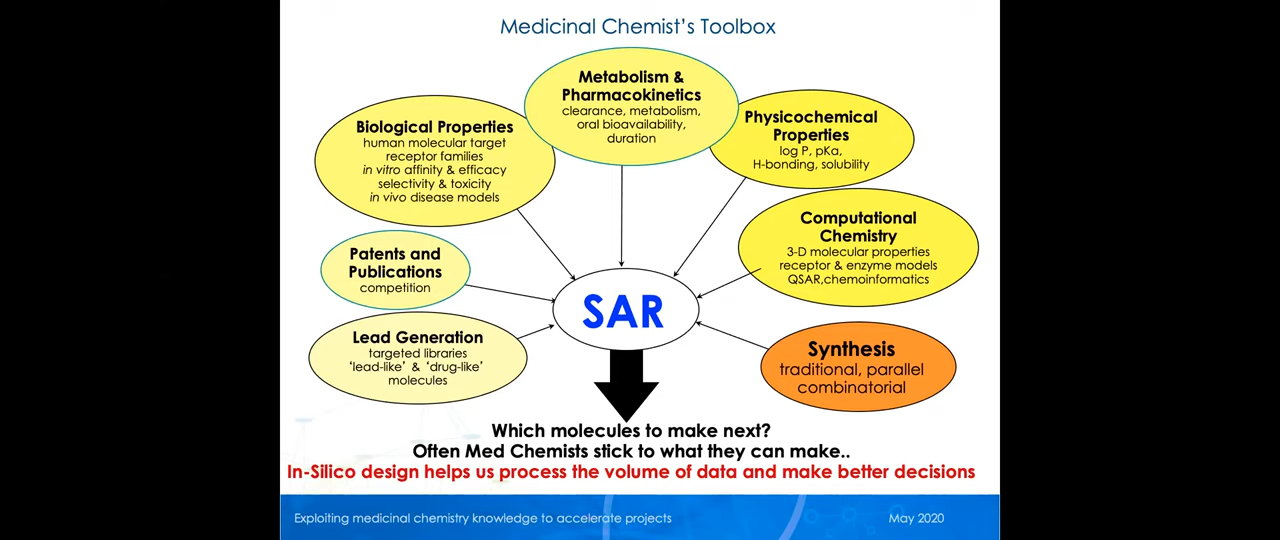 Medicinal Chemist's Toolbox
Metabolism &
Pharmacokinetics
clearance, metabolism,
oral bioavailability,
duration
Biological Properties
human molecular target
receptor families
in vitro affinity & efficacy
selectivity & toxicity
in vivo disease models
Physicochemical
Properties
log P, pKa,
H-bonding, solubility
Computational
Chemistry
3-D molecular properties
receptor & enzyme models
QSAR,chemoinformatics
Patents and
Publications
competition
SAR
Lead Generation
targeted libraries
'lead-like' & 'drug-like'
molecules
Synthesis
traditional, parallel
combinatorial
Which molecules to make next?
Often Med Chemists stick to what they can make..
In-Silico design helps us process the volume of data and make better decisions
Exploiting medicinal chemistry knowledge to accelerate projects
May 2020